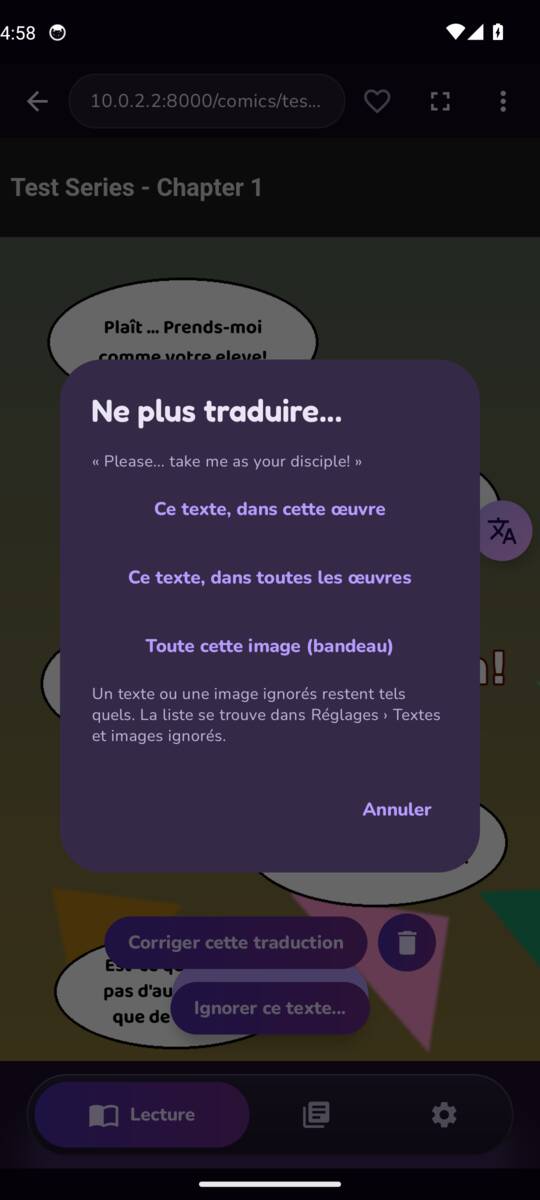 4:58
10.0.2.2:8000/comics/tes...
Test Series - Chapter 1
Plaît ... Prends-moi
comme votre eleve!
Ne plus traduire...
« Please... take me as your disciple! »
Ce texte, dans cette œuvre
Ce texte, dans toutes les œuvres
Toute cette image (bandeau)
Un texte ou une image ignorés restent tels
quels. La liste se trouve dans Réglages › Textes
et images ignorés.
Annuler
Corriger cette traduction
pas d'au
que de
Ignorer ce texte...
Lecture